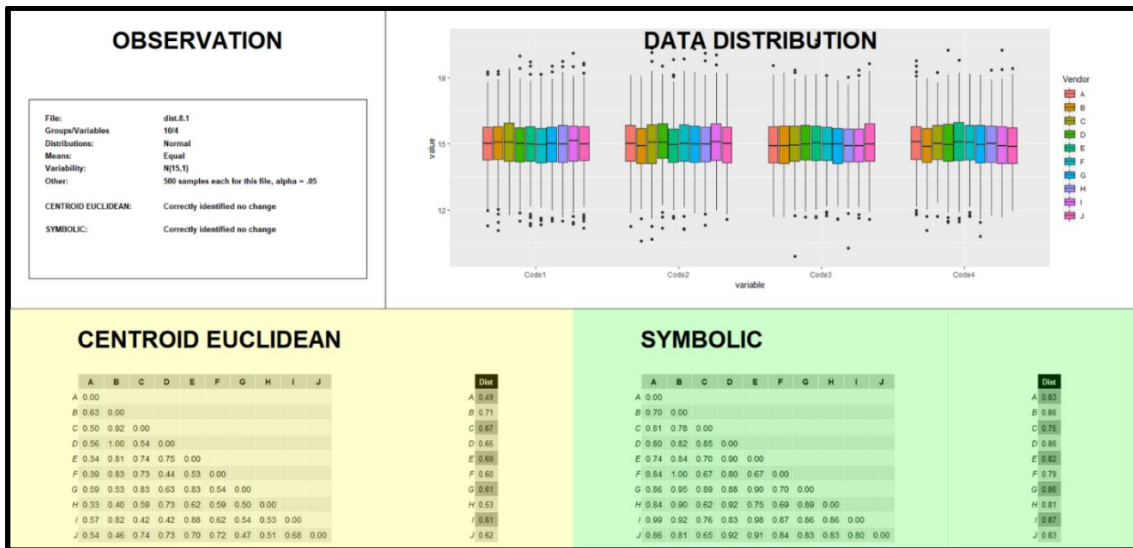 OBSERVATION
File: dist.8.1
Groups/Variables 10/4
Distributions: Normal
Means: Equal
Variability: N(15,1)
Other: 500 samples each for this file, alpha = .05
CENTROID EUCLIDEAN: Correctly identified no change
SYMBOLIC: Correctly identified no change
DATA DISTRIBUTION
18
15
12
value
Code1 Code2 Code3 Code4
variable
Vendor
A
B
C
D
E
F
G
H
I
J
CENTROID EUCLIDEAN
A B C D E F G H I J
A 0.00
B 0.63 0.00
C 0.50 0.92 0.00
D 0.56 1.00 0.54 0.00
E 0.34 0.81 0.74 0.75 0.00
F 0.39 0.83 0.73 0.44 0.53 0.00
G 0.59 0.53 0.83 0.63 0.83 0.54 0.00
H 0.33 0.40 0.59 0.73 0.62 0.59 0.50 0.00
I 0.57 0.82 0.42 0.42 0.88 0.62 0.54 0.53 0.00
J 0.54 0.46 0.74 0.73 0.70 0.72 0.47 0.51 0.68 0.00
Dist
A 0.49
B 0.71
C 0.67
D 0.65
E 0.69
F 0.60
G 0.61
H 0.53
I 0.61
J 0.62
SYMBOLIC
A B C D E F G H I J
A 0.00
B 0.70 0.00
C 0.81 0.78 0.00
D 0.80 0.82 0.85 0.00
E 0.74 0.84 0.70 0.90 0.00
F 0.84 1.00 0.67 0.80 0.67 0.00
G 0.86 0.95 0.89 0.88 0.90 0.70 0.00
H 0.84 0.90 0.62 0.92 0.75 0.69 0.89 0.00
I 0.99 0.92 0.76 0.83 0.98 0.87 0.86 0.86 0.00
J 0.86 0.81 0.65 0.92 0.91 0.84 0.83 0.83 0.80 0.00
Dist
A 0.83
B 0.86
C 0.75
D 0.86
E 0.82
F 0.79
G 0.86
H 0.81
I 0.87
J 0.83